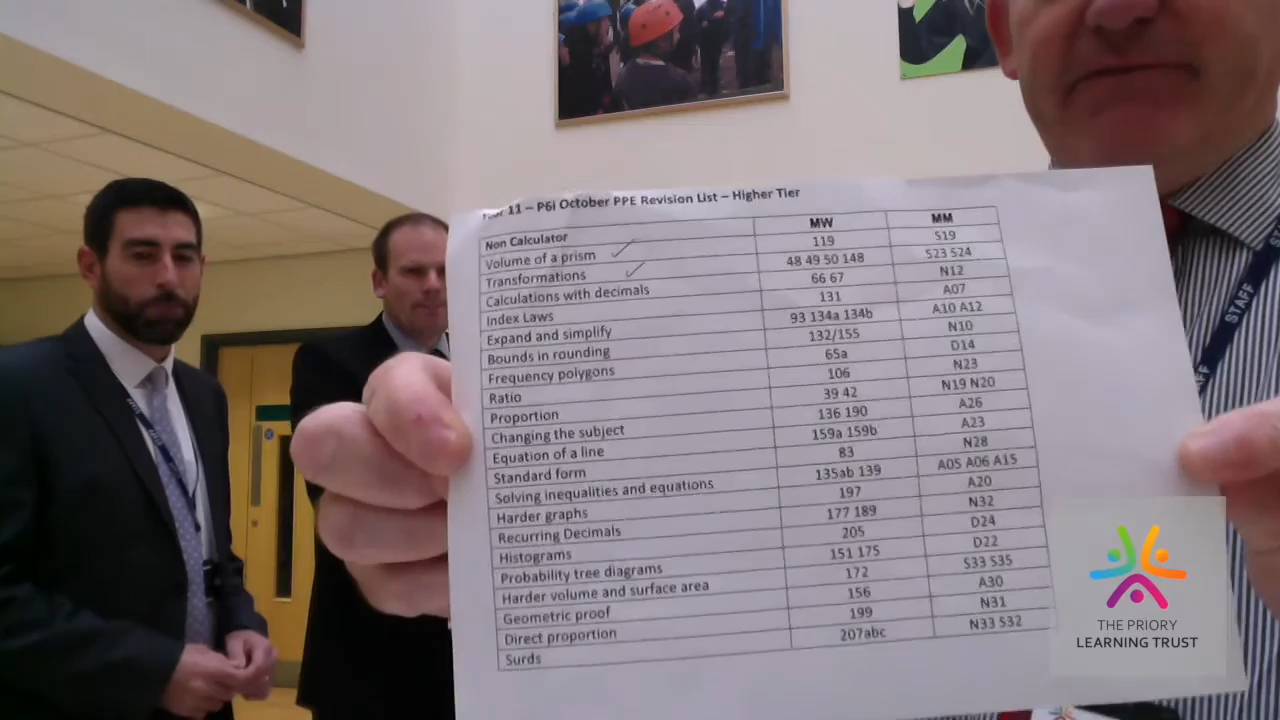 11 – P6i October PPE Revision List – Higher Tier
Non Calculator MW MM
Volume of a prism 119 S19
Transformations 48 49 50 148 S23 S24
Calculations with decimals 66 67 N12
Index Laws 131 A07
Expand and simplify 93 134a 134b A10 A12
Bounds in rounding 132/155 N10
Frequency polygons 65a D14
Ratio 106 N23
Proportion 39 42 N19 N20
Changing the subject 136 190 A26
Equation of a line 159a 159b A23
Standard form 83 N28
Solving inequalities and equations 135ab 139 A05 A06 A15
Harder graphs 197 A20
Recurring Decimals 177 189 N32
Histograms 205 D24
Probability tree diagrams 151 175 D22
Harder volume and surface area 172 S33 S35
Geometric proof 156 A30
Direct proportion 199 N31
Surds 207abc N33 S32
STAFF
THE PRIORY
LEARNING TRUST